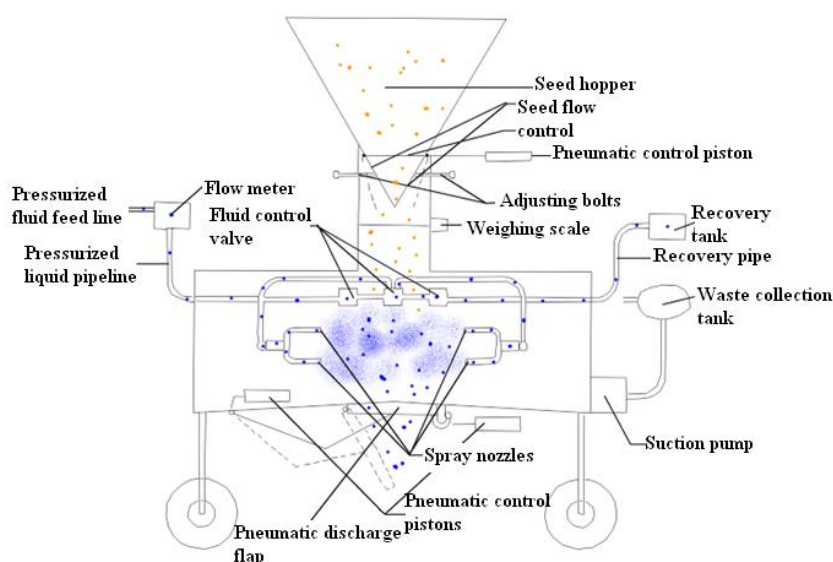 Seed hopper
Seed flow
control
Pneumatic control piston
Pressurized
fluid feed line
Flow meter
Fluid control
valve
Adjusting bolts
Weighing scale
Recovery
tank
Pressurized
liquid pipeline
Recovery pipe
Waste collection
tank
Spray nozzles
Suction pump
Pneumatic control
pistons
Pneumatic discharge
flap